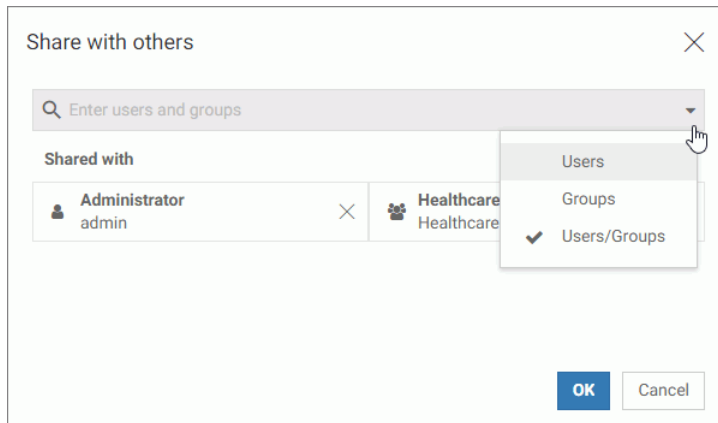 Share with others
Enter users and groups
Shared with
Users
Administrator
admin
Healthcare
Healthcare
Groups
Users/Groups
OK
Cancel